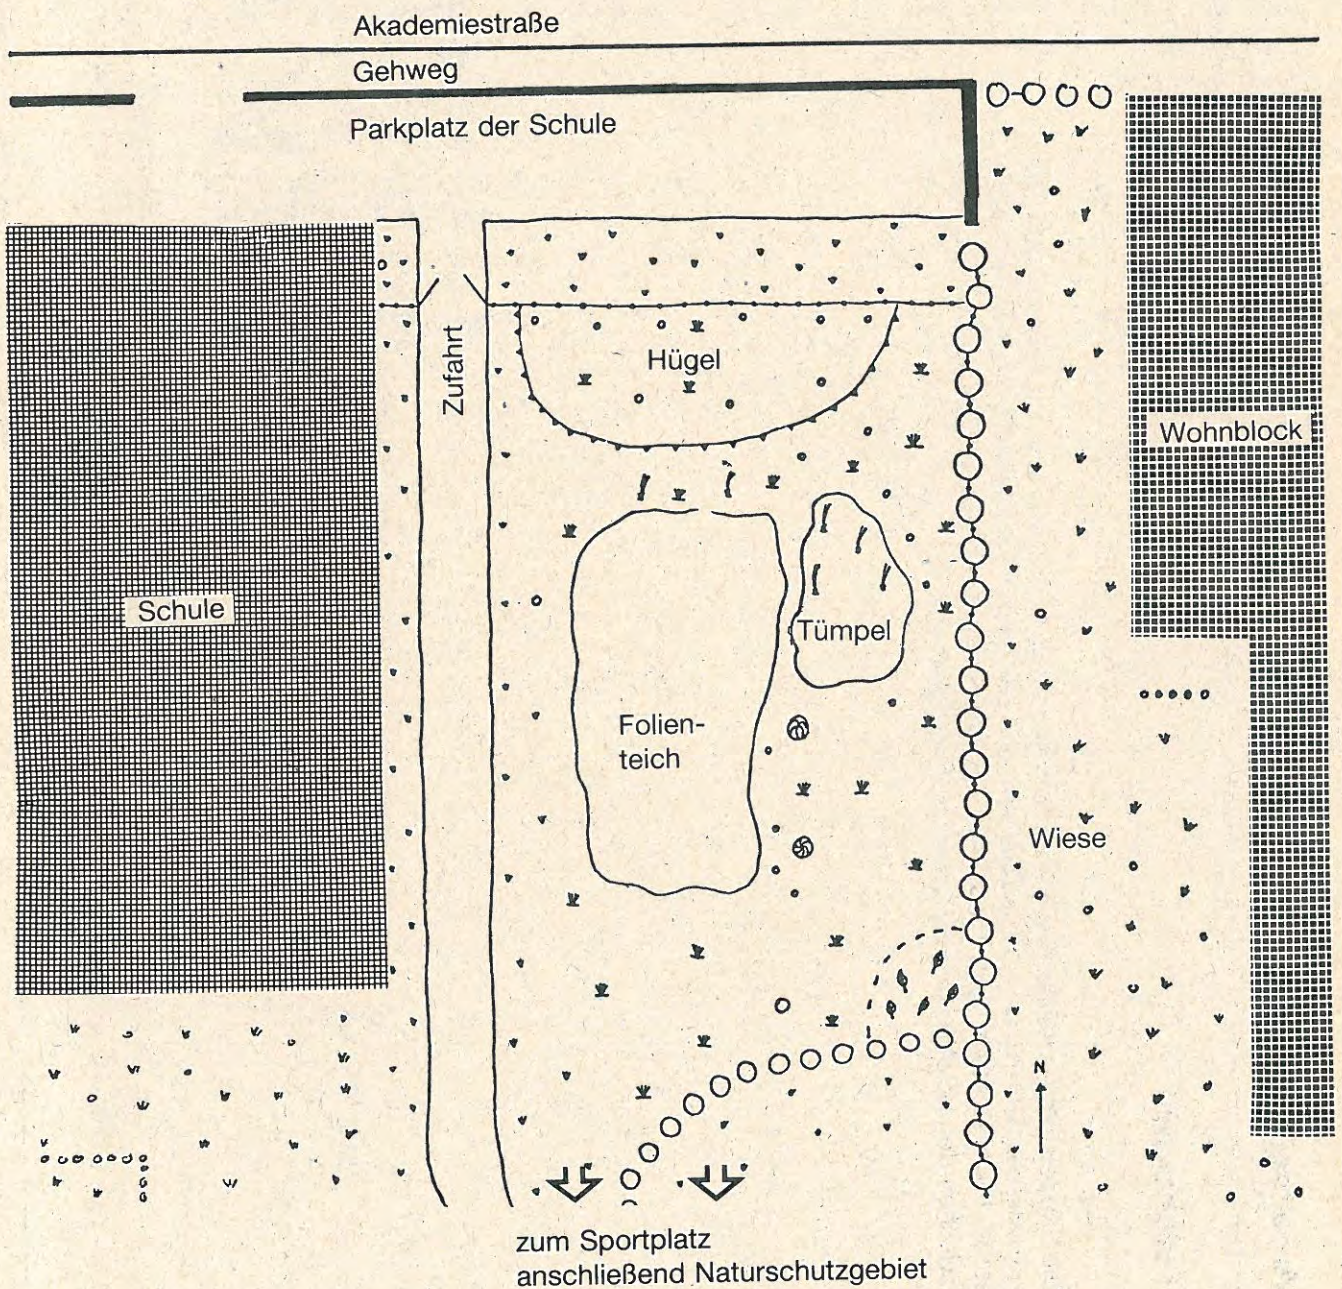 Akademiestraße
Gehweg
Parkplatz der Schule
Zufahrt
Hügel
Wohnblock
Schule
Tümpel
Folien-
teich
Wiese
N
zum Sportplatz
anschließend Naturschutzgebiet